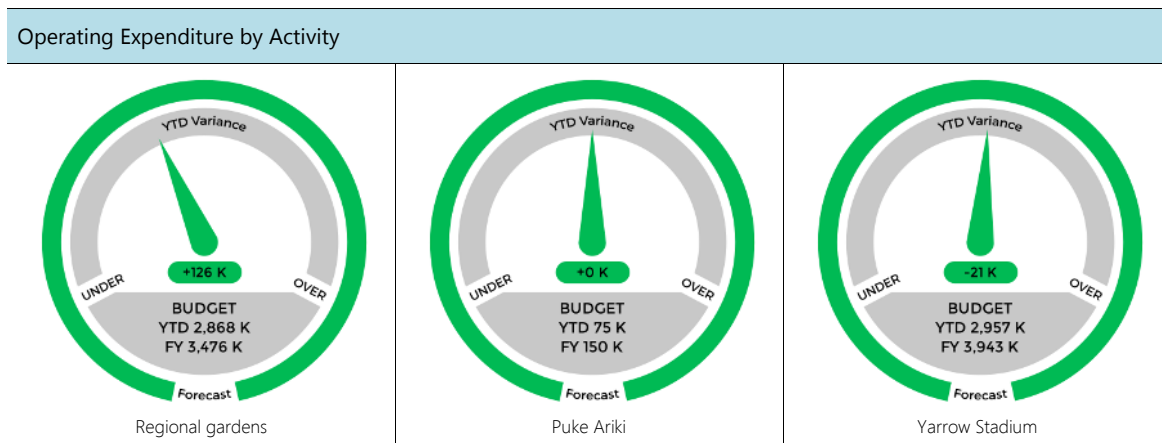 Operating Expenditure by Activity
YTD Variance
+126 K
UNDER
OVER
BUDGET
YTD 2,868 K
FY 3,476 K
Forecast
Regional gardens
YTD Variance
+0 K
UNDER
OVER
BUDGET
YTD 75 K
FY 150 K
Forecast
Puke Ariki
YTD Variance
-21 K
UNDER
OVER
BUDGET
YTD 2,957 K
FY 3,943 K
Forecast
Yarrow Stadium